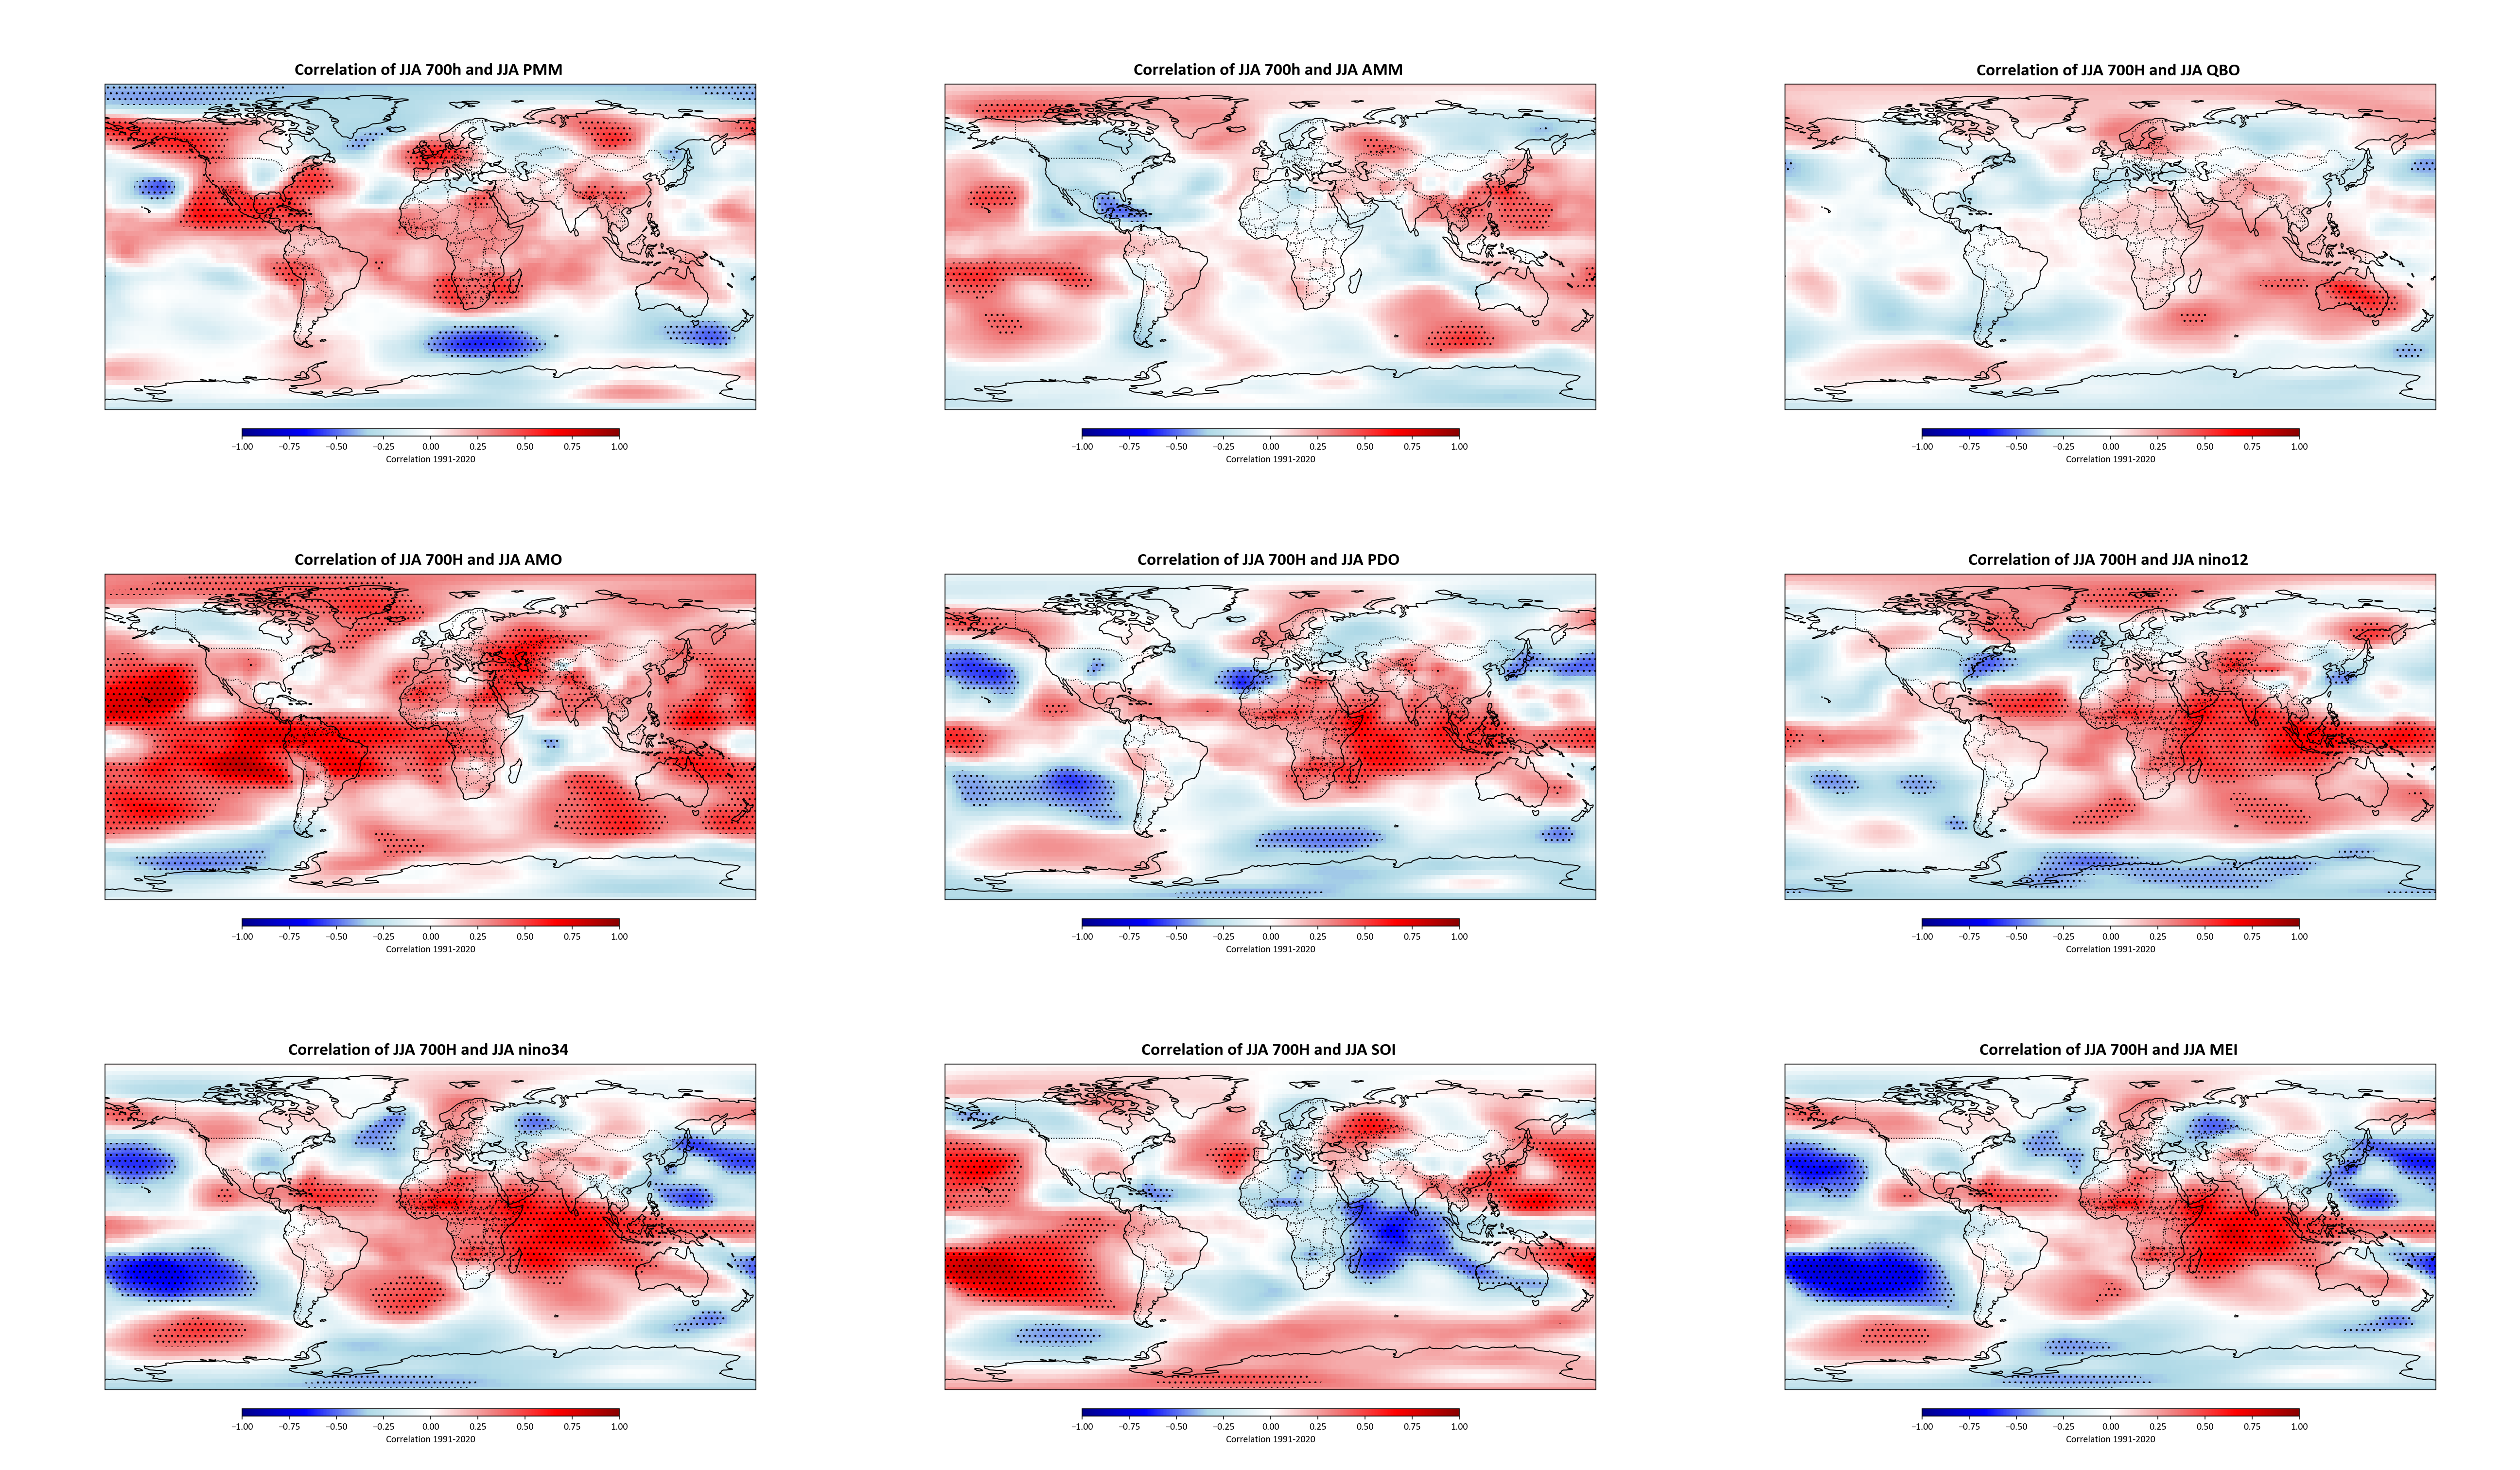 Correlation of JJA 700h and JJA PMM
−1.00 −0.75 −0.50 −0.25 0.00 0.25 0.50 0.75 1.00
Correlation 1991-2020
Correlation of JJA 700h and JJA AMM
−1.00 −0.75 −0.50 −0.25 0.00 0.25 0.50 0.75 1.00
Correlation 1991-2020
Correlation of JJA 700H and JJA QBO
−1.00 −0.75 −0.50 −0.25 0.00 0.25 0.50 0.75 1.00
Correlation 1991-2020
Correlation of JJA 700H and JJA AMO
−1.00 −0.75 −0.50 −0.25 0.00 0.25 0.50 0.75 1.00
Correlation 1991-2020
Correlation of JJA 700H and JJA PDO
−1.00 −0.75 −0.50 −0.25 0.00 0.25 0.50 0.75 1.00
Correlation 1991-2020
Correlation of JJA 700H and JJA nino12
−1.00 −0.75 −0.50 −0.25 0.00 0.25 0.50 0.75 1.00
Correlation 1991-2020
Correlation of JJA 700H and JJA nino34
−1.00 −0.75 −0.50 −0.25 0.00 0.25 0.50 0.75 1.00
Correlation 1991-2020
Correlation of JJA 700H and JJA SOI
−1.00 −0.75 −0.50 −0.25 0.00 0.25 0.50 0.75 1.00
Correlation 1991-2020
Correlation of JJA 700H and JJA MEI
−1.00 −0.75 −0.50 −0.25 0.00 0.25 0.50 0.75 1.00
Correlation 1991-2020